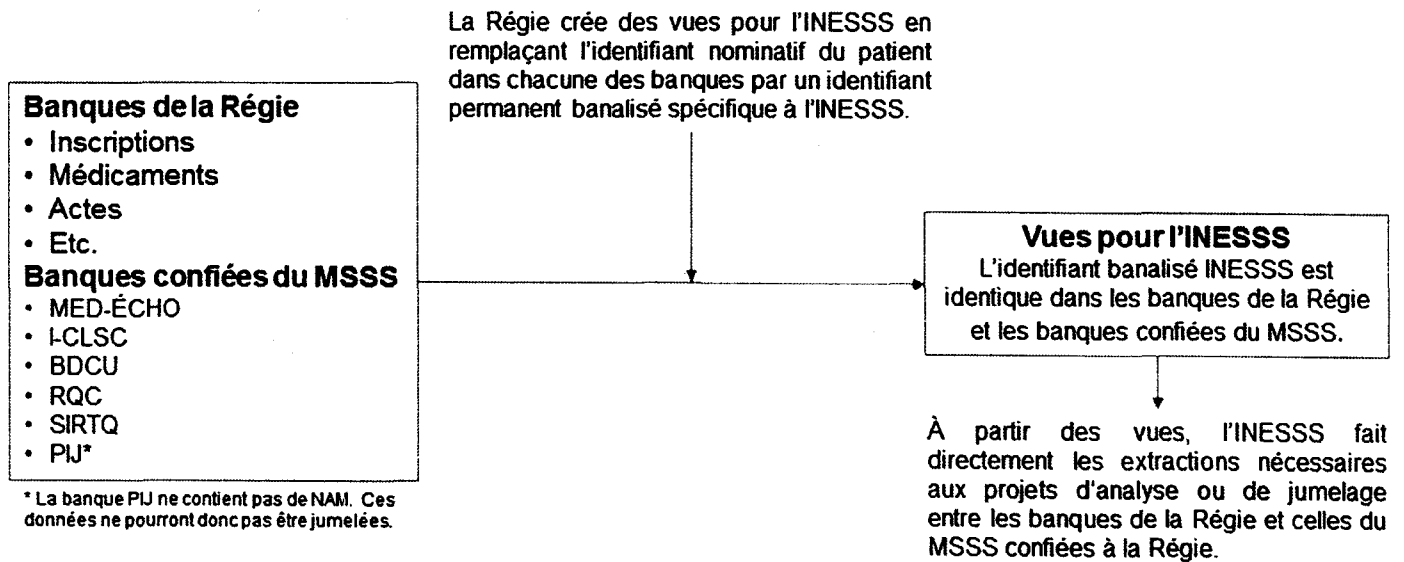 La Régie crée des vues pour l'INESSS en
remplaçant l'identifiant nominatif du patient
dans chacune des banques par un identifiant
permanent banalisé spécifique à l'INESSS.
Banques de la Régie
• Inscriptions
• Médicaments
• Actes
• Etc.
Banques confiées du MSSS
• MED-ÉCHO
• I-CLSC
• BDCU
• RQC
• SIRTQ
• PIJ*
* La banque PIJ ne contient pas de NAM. Ces
données ne pourront donc pas être jumelées.
Vues pour l'INESSS
L'identifiant banalisé INESSS est
identique dans les banques de la Régie
et les banques confiées du MSSS.
À partir des vues, l'INESSS fait
directement les extractions nécessaires
aux projets d'analyse ou de jumelage
entre les banques de la Régie et celles du
MSSS confiées à la Régie.